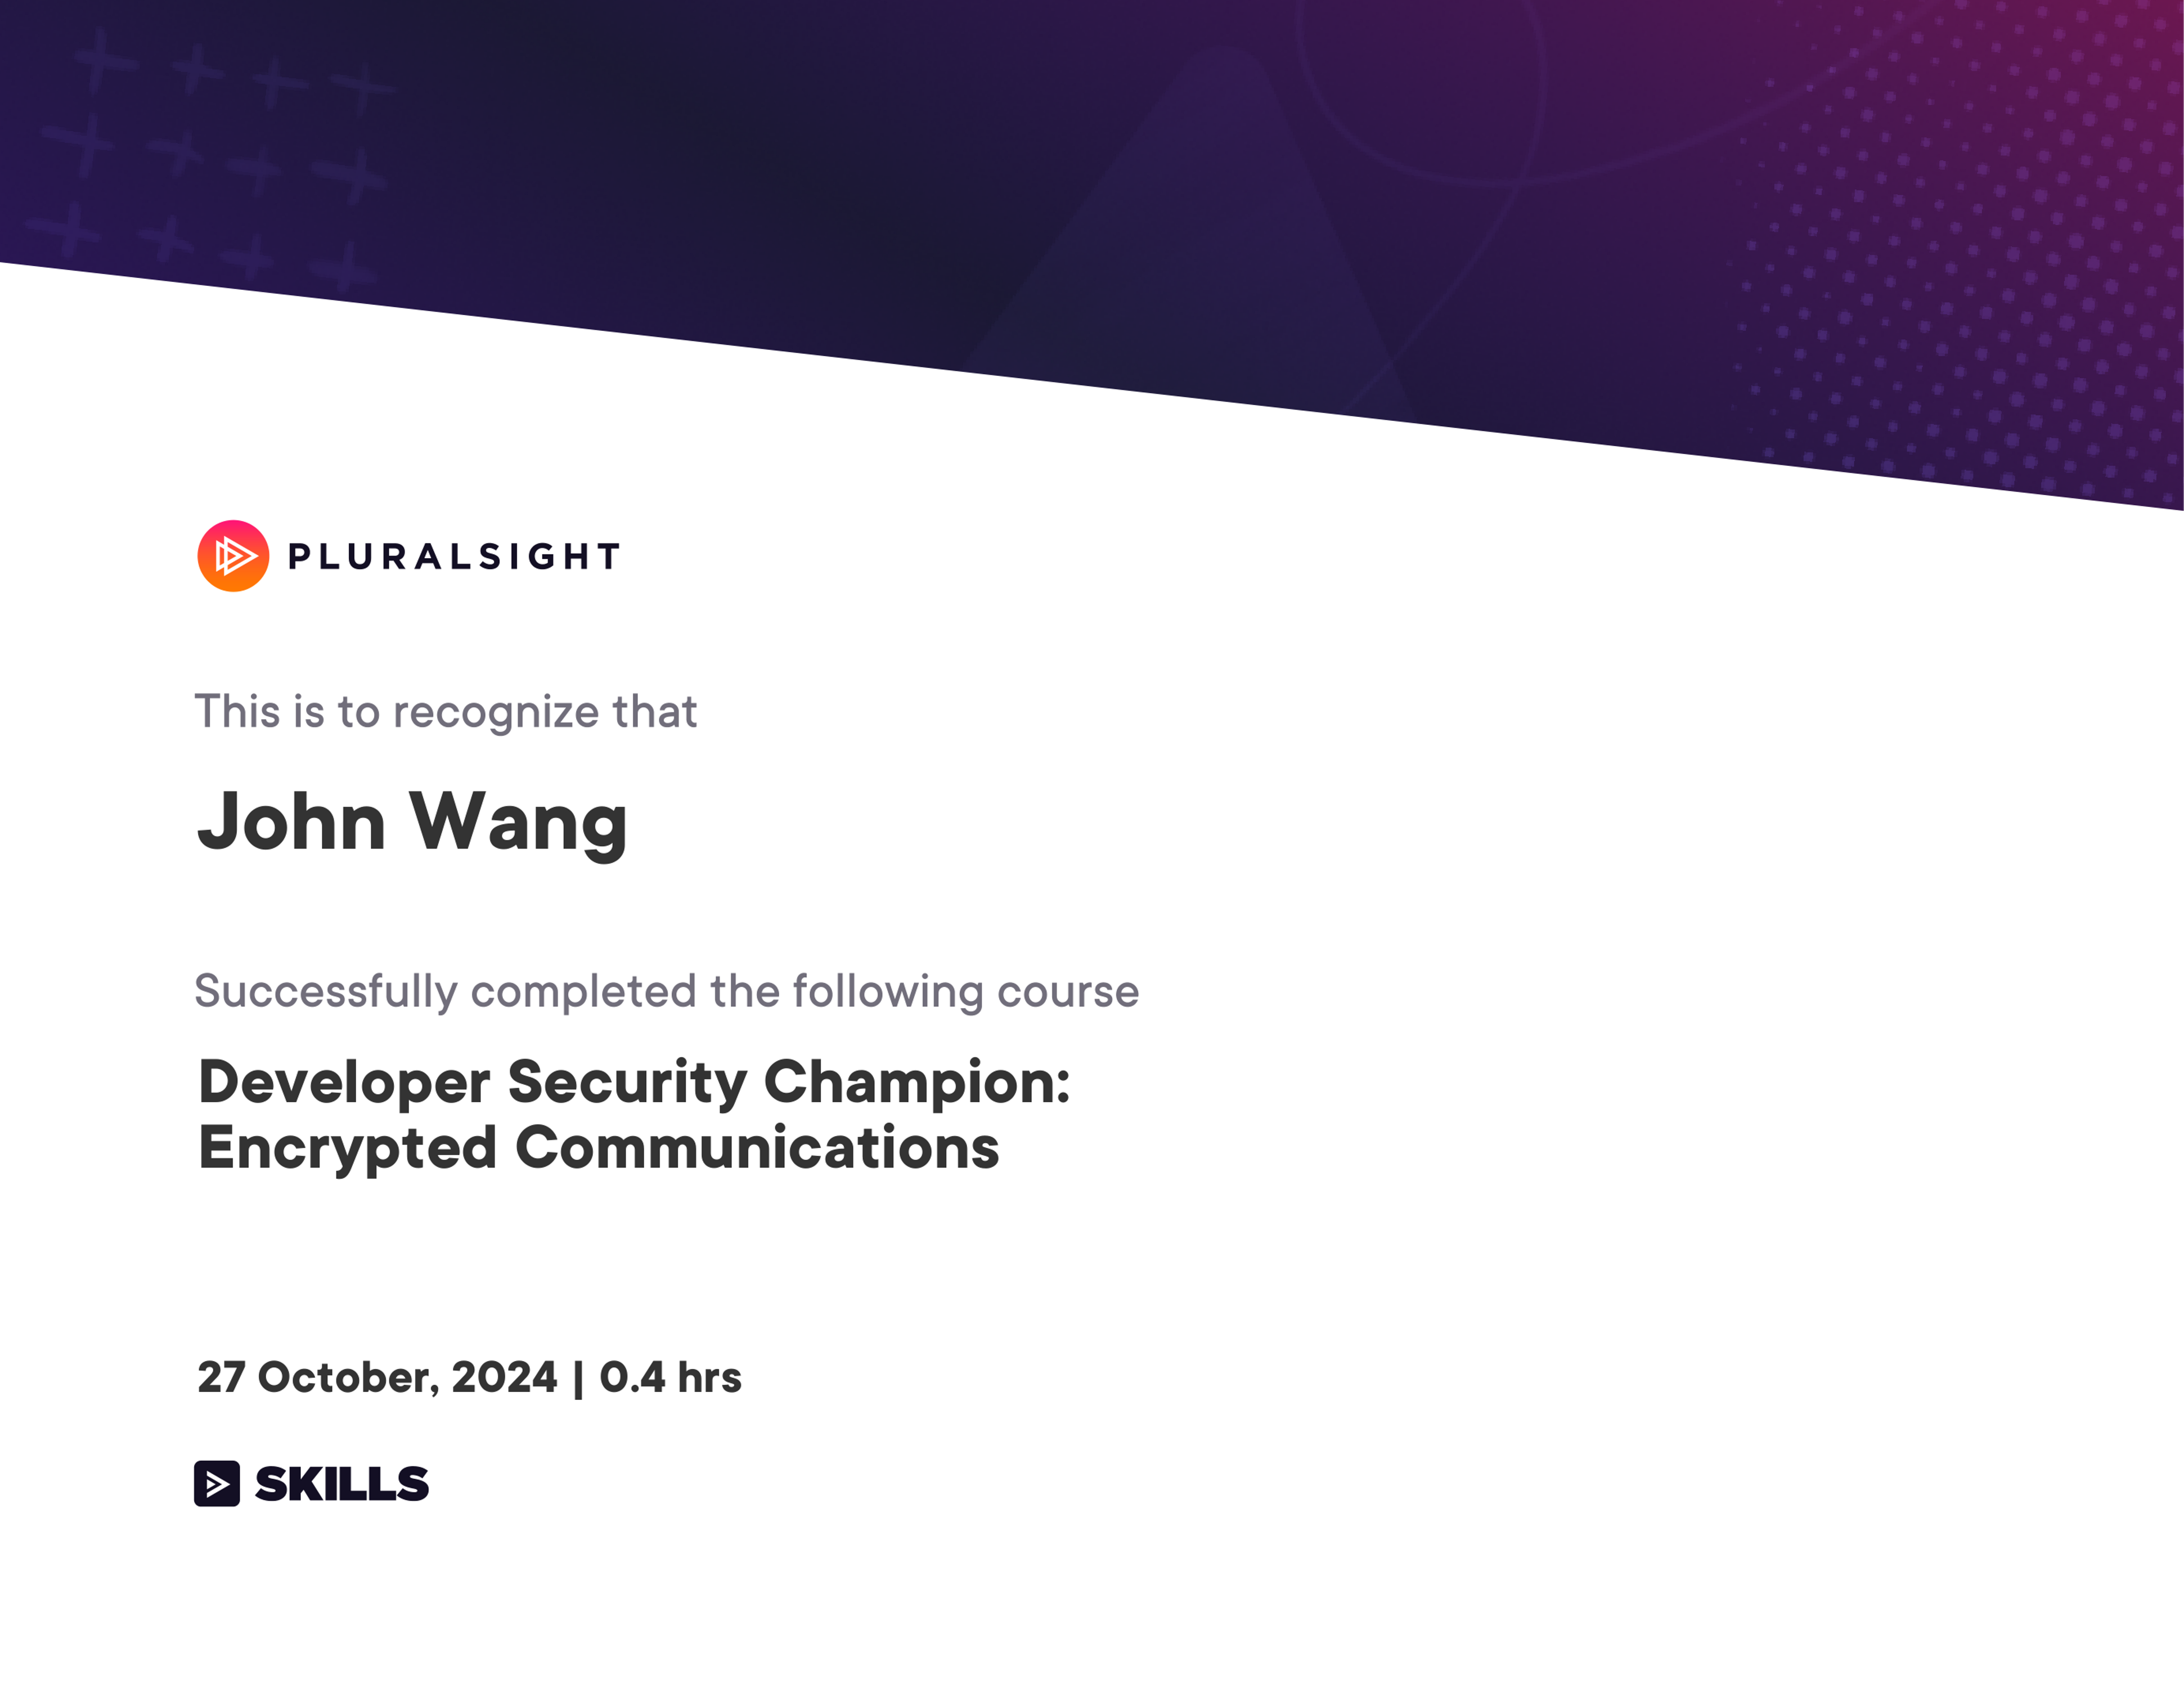 PLURALSIGHT
This is to recognize that
John Wang
Successfully completed the following course
Developer Security Champion:
Encrypted Communications
27 October, 2024 | 0.4 hrs
SKILLS